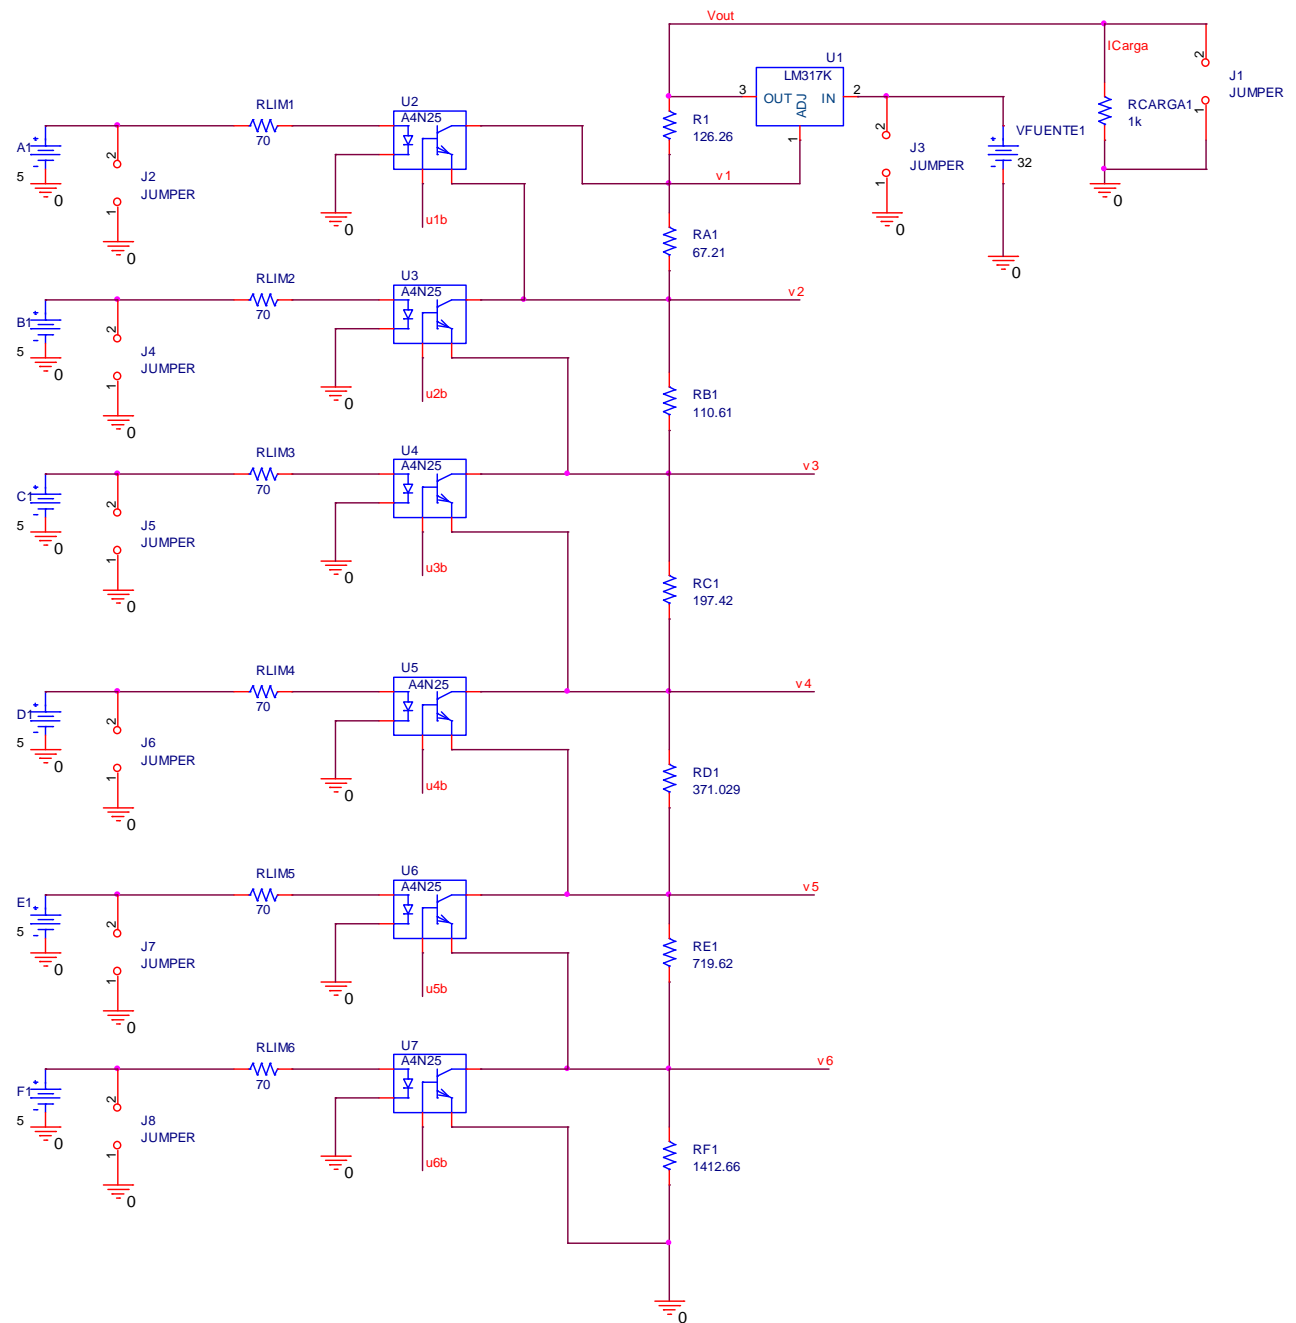 Vout
ICarga
2
1
J1
JUMPER
RCARGA1
1k
0
U1
LM317K
3
OUT
ADJ
IN
2
1
R1
126.26
2
1
J3
JUMPER
0
VFUENTE1
32
0
v1
A1
5
0
2
1
J2
JUMPER
0
RLIM1
70
U2
A4N25
0
u1b
RA1
67.21
v2
B1
5
0
2
1
J4
JUMPER
0
RLIM2
70
U3
A4N25
0
u2b
RB1
110.61
v3
C1
5
0
2
1
J5
JUMPER
0
RLIM3
70
U4
A4N25
0
u3b
RC1
197.42
v4
D1
5
0
2
1
J6
JUMPER
0
RLIM4
70
U5
A4N25
0
u4b
RD1
371.029
v5
E1
5
0
2
1
J7
JUMPER
0
RLIM5
70
U6
A4N25
0
u5b
RE1
719.62
v6
F1
5
0
2
1
J8
JUMPER
0
RLIM6
70
U7
A4N25
0
u6b
RF1
1412.66
0